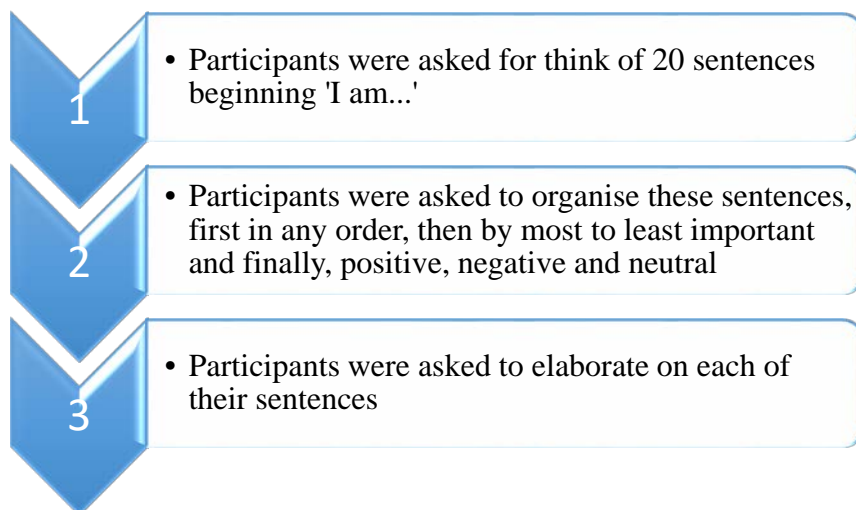 1
• Participants were asked for think of 20 sentences
beginning 'I am...'
2
• Participants were asked to organise these sentences,
first in any order, then by most to least important
and finally, positive, negative and neutral
3
• Participants were asked to elaborate on each of
their sentences